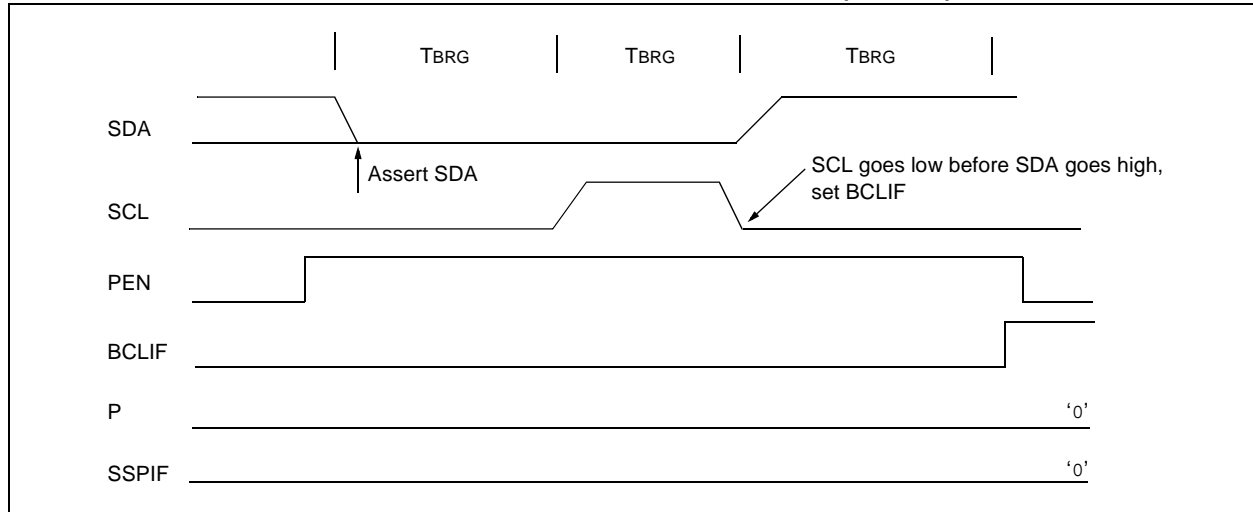 TBRG TBRG TBRG
SDA
Assert SDA
SCL goes low before SDA goes high,
set BCLIF
SCL
PEN
BCLIF
P
‘0’
SSPIF
‘0’